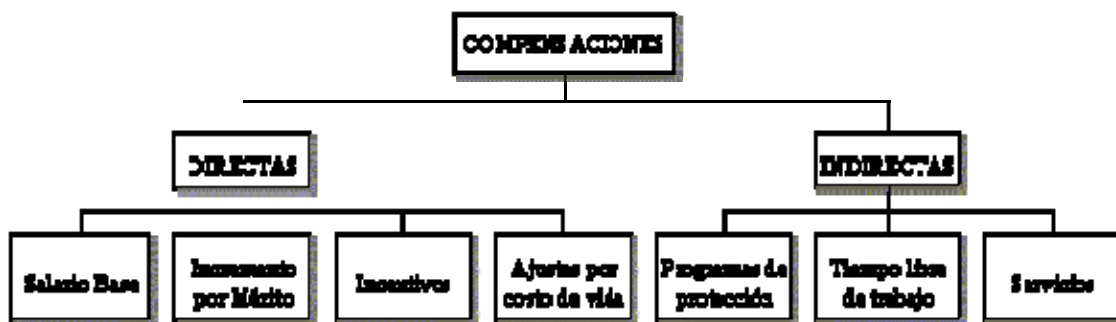 COMPENSACIONES
DIRECTAS
INDIRECTAS
Salario Base
Incremento
por Mérito
Incentivos
Ajustes por
costo de vida
Programas de
protección
Tiempo libre
de trabajo
Servicios